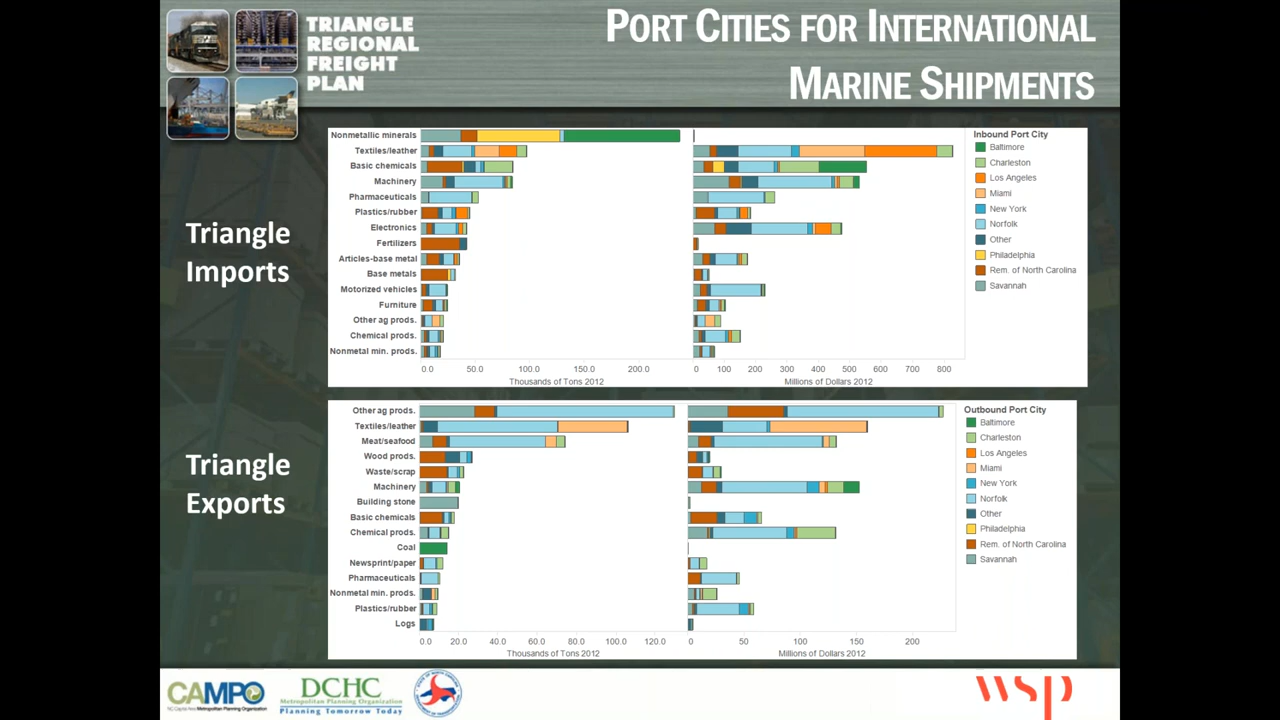 TRIANGLE
REGIONAL
FREIGHT
PLAN
PORT CITIES FOR INTERNATIONAL
MARINE SHIPMENTS
Triangle
Imports
Nonmetallic minerals
Textiles/leather
Basic chemicals
Machinery
Pharmaceuticals
Plastics/rubber
Electronics
Fertilizers
Articles-base metal
Base metals
Motorized vehicles
Furniture
Other ag prods.
Chemical prods.
Nonmetal min. prods.
0.0 50.0 100.0 150.0 200.0
Thousands of Tons 2012
0 100 200 300 400 500 600 700 800
Millions of Dollars 2012
Inbound Port City
Baltimore
Charleston
Los Angeles
Miami
New York
Norfolk
Other
Philadelphia
Rem. of North Carolina
Savannah
Triangle
Exports
Other ag prods.
Textiles/leather
Meat/seafood
Wood prods.
Waste/scrap
Machinery
Building stone
Basic chemicals
Chemical prods.
Coal
Newsprint/paper
Pharmaceuticals
Nonmetal min. prods.
Plastics/rubber
Logs
0.0 20.0 40.0 60.0 80.0 100.0 120.0
Thousands of Tons 2012
0 50 100 150 200
Millions of Dollars 2012
Outbound Port City
Baltimore
Charleston
Los Angeles
Miami
New York
Norfolk
Other
Philadelphia
Rem. of North Carolina
Savannah
CAMPO
NC Capital Area Metropolitan Planning Organization
DCHC
Metropolitan Planning Organization
Planning Tomorrow Today
wsp